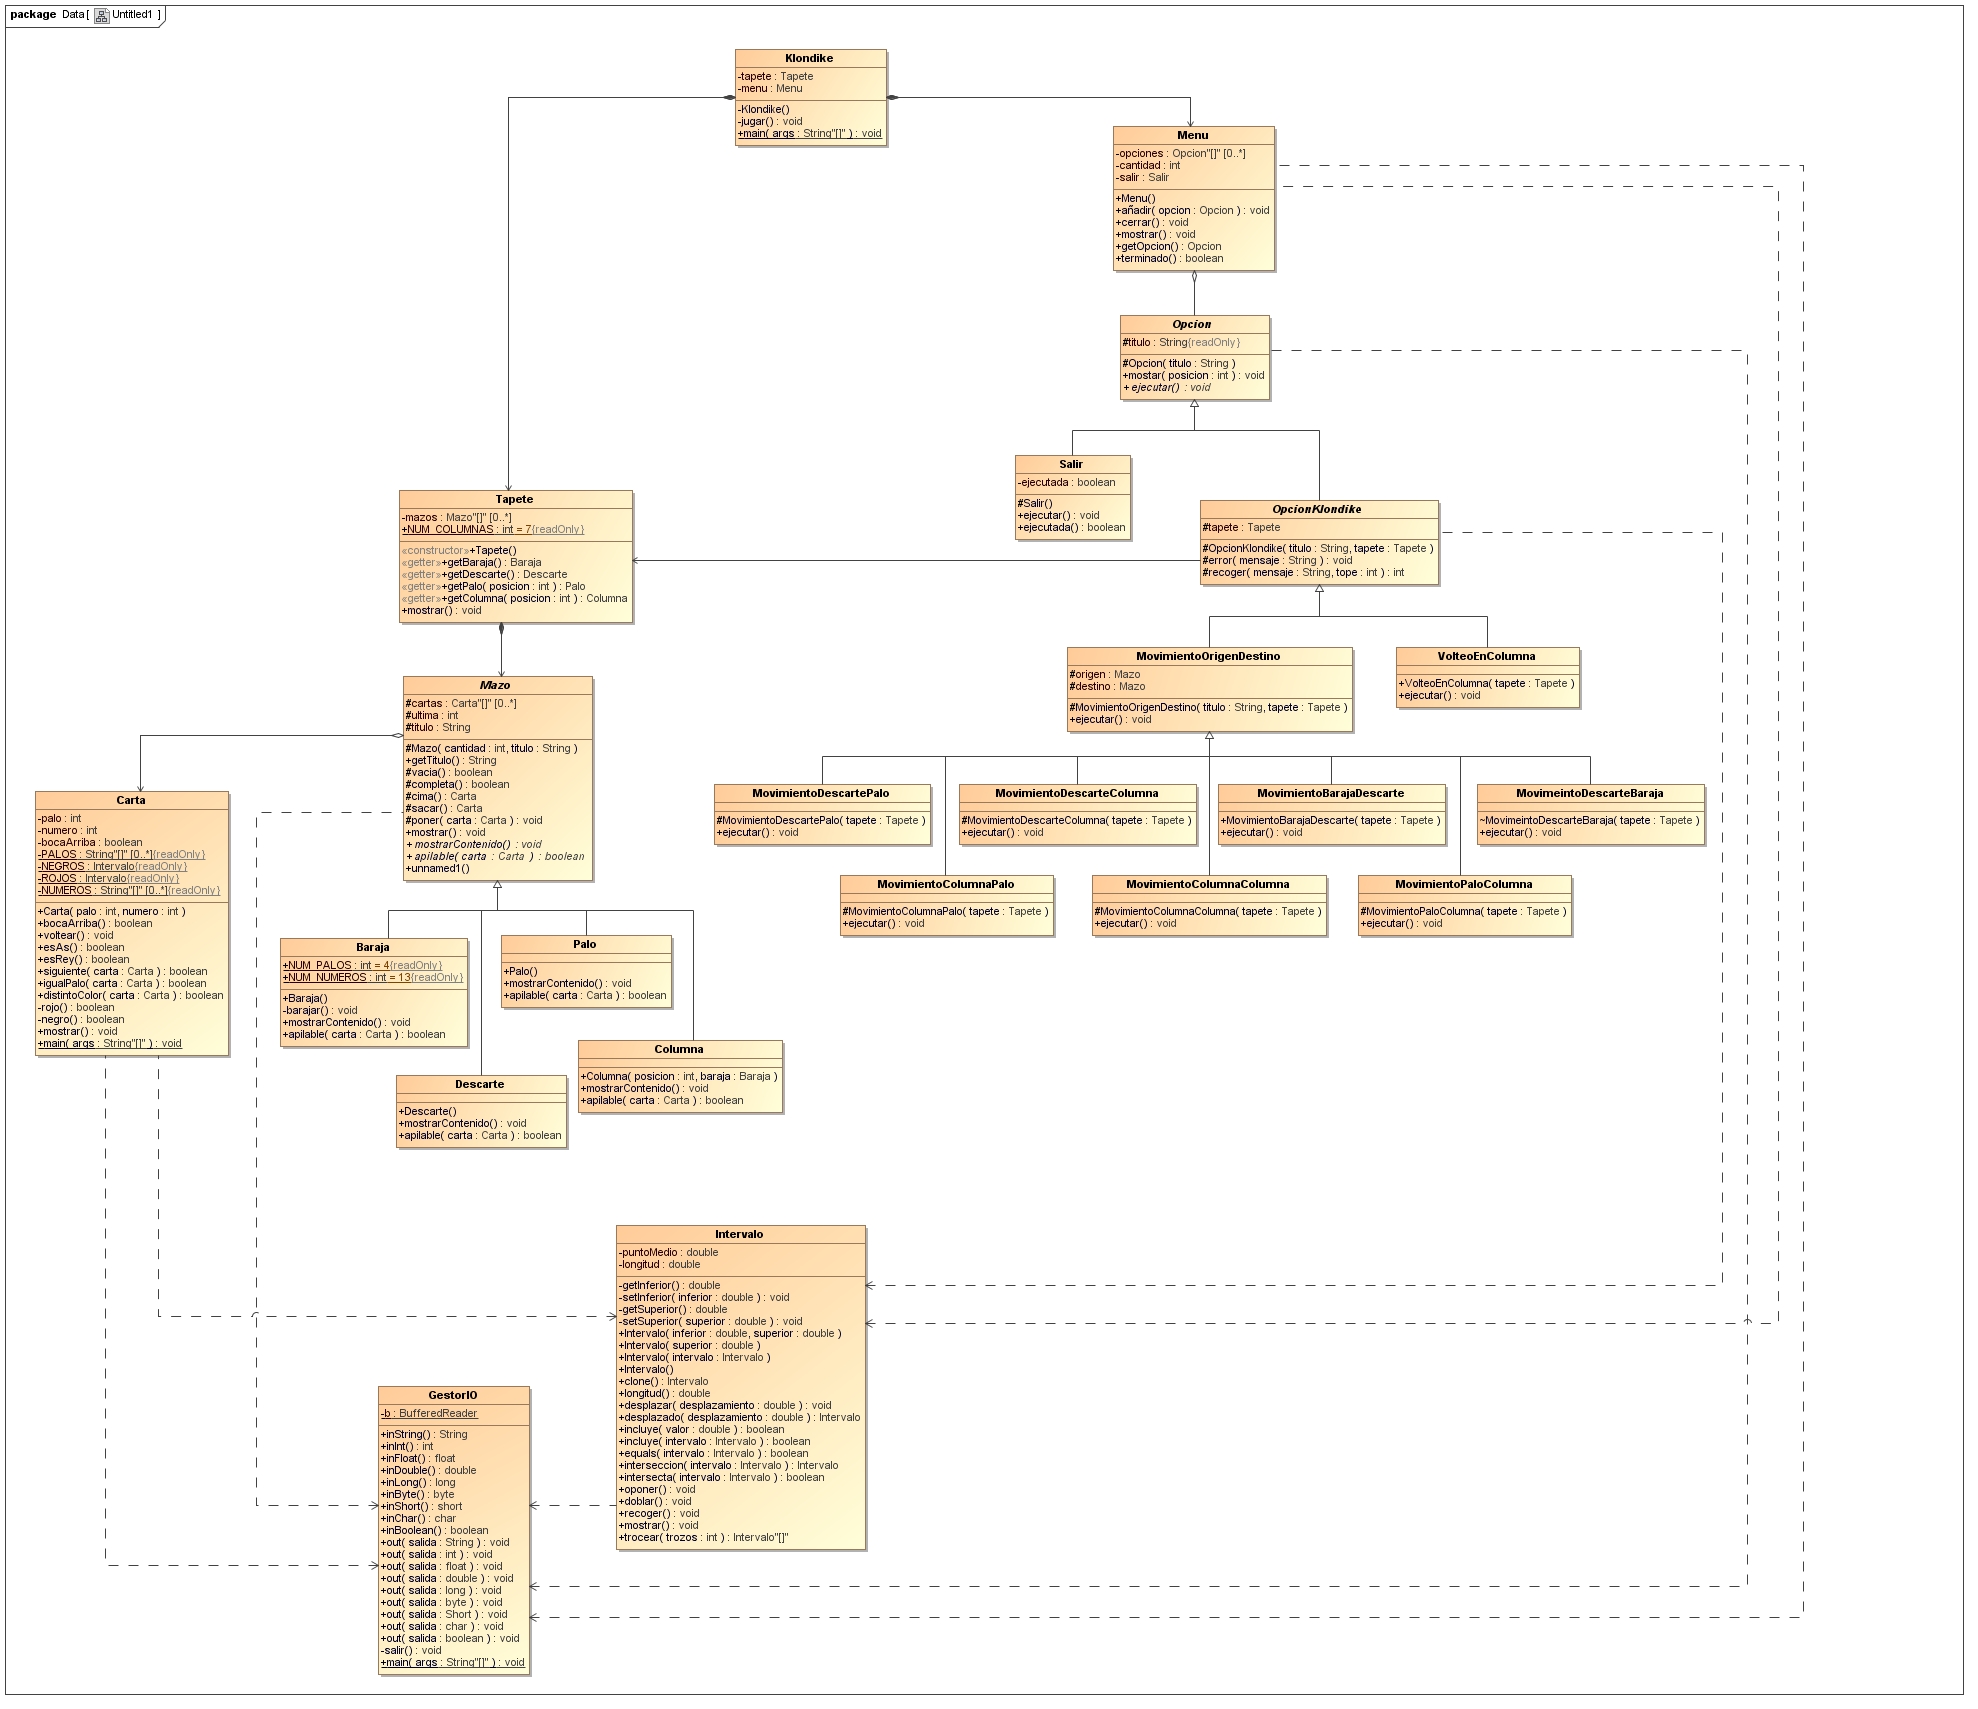 package Data [ Untitled1 ]
Klondike
-tapete : Tapete
-menu : Menu
-Klondike()
-jugar() : void
+main( args : String"[]" ) : void
Menu
-opciones : Opcion"[]" [0..*]
-cantidad : int
-salir : Salir
+Menu()
+añadir( opcion : Opcion ) : void
+cerrar() : void
+mostrar() : void
+getOpcion() : Opcion
+terminado() : boolean
Opcion
#titulo : String{readOnly}
#Opcion( titulo : String )
+mostar( posicion : int ) : void
+ejecutar() : void
Salir
-ejecutada : boolean
#Salir()
+ejecutar() : void
+ejecutada() : boolean
OpcionKlondike
#tapete : Tapete
#OpcionKlondike( titulo : String, tapete : Tapete )
#error( mensaje : String ) : void
#recoger( mensaje : String, tope : int ) : int
Tapete
-mazos : Mazo"[]" [0..*]
+NUM_COLUMNAS : int = 7{readOnly}
«constructor»+Tapete()
«getter»+getBaraja() : Baraja
«getter»+getDescarte() : Descarte
«getter»+getPalo( posicion : int ) : Palo
«getter»+getColumna( posicion : int ) : Columna
+mostrar() : void
MovimientoOrigenDestino
#origen : Mazo
#destino : Mazo
#MovimientoOrigenDestino( titulo : String, tapete : Tapete )
+ejecutar() : void
VolteoEnColumna
+VolteoEnColumna( tapete : Tapete )
+ejecutar() : void
Mazo
#cartas : Carta"[]" [0..*]
#ultima : int
#titulo : String
#Mazo( cantidad : int, titulo : String )
+getTitulo() : String
#vacia() : boolean
#completa() : boolean
#cima() : Carta
#sacar() : Carta
#poner( carta : Carta ) : void
+mostrar() : void
+mostrarContenido() : void
+apilable( carta : Carta ) : boolean
+unnamed1()
MovimientoDescartePalo
#MovimientoDescartePalo( tapete : Tapete )
+ejecutar() : void
MovimientoDescarteColumna
#MovimientoDescarteColumna( tapete : Tapete )
+ejecutar() : void
MovimientoBarajaDescarte
+MovimientoBarajaDescarte( tapete : Tapete )
+ejecutar() : void
MovimeintoDescarteBaraja
~MovimeintoDescarteBaraja( tapete : Tapete )
+ejecutar() : void
Carta
-palo : int
-numero : int
-bocaArriba : boolean
-PALOS : String"[]" [0..*]{readOnly}
-NEGROS : Intervalo{readOnly}
-ROJOS : Intervalo{readOnly}
-NUMEROS : String"[]" [0..*]{readOnly}
+Carta( palo : int, numero : int )
+bocaArriba() : boolean
+voltear() : void
+esAs() : boolean
+esRey() : boolean
+siguiente( carta : Carta ) : boolean
+igualPalo( carta : Carta ) : boolean
+distintoColor( carta : Carta ) : boolean
-rojo() : boolean
-negro() : boolean
+mostrar() : void
+main( args : String"[]" ) : void
MovimientoColumnaPalo
#MovimientoColumnaPalo( tapete : Tapete )
+ejecutar() : void
MovimientoColumnaColumna
#MovimientoColumnaColumna( tapete : Tapete )
+ejecutar() : void
MovimientoPaloColumna
#MovimientoPaloColumna( tapete : Tapete )
+ejecutar() : void
Baraja
+NUM_PALOS : int = 4{readOnly}
+NUM_NUMEROS : int = 13{readOnly}
+Baraja()
-barajar() : void
+mostrarContenido() : void
+apilable( carta : Carta ) : boolean
Palo
+Palo()
+mostrarContenido() : void
+apilable( carta : Carta ) : boolean
Columna
+Columna( posicion : int, baraja : Baraja )
+mostrarContenido() : void
+apilable( carta : Carta ) : boolean
Descarte
+Descarte()
+mostrarContenido() : void
+apilable( carta : Carta ) : boolean
Intervalo
-puntoMedio : double
-longitud : double
-getInferior() : double
-setInferior( inferior : double ) : void
-getSuperior() : double
-setSuperior( superior : double ) : void
+Intervalo( inferior : double, superior : double )
+Intervalo( superior : double )
+Intervalo( intervalo : Intervalo )
+Intervalo()
+clone() : Intervalo
+longitud() : double
+desplazar( desplazamiento : double ) : void
+desplazado( desplazamiento : double ) : Intervalo
+incluye( valor : double ) : boolean
+incluye( intervalo : Intervalo ) : boolean
+equals( intervalo : Intervalo ) : boolean
+interseccion( intervalo : Intervalo ) : Intervalo
+intersecta( intervalo : Intervalo ) : boolean
+oponer() : void
+doblar() : void
+recoger() : void
+mostrar() : void
+trocear( trozos : int ) : Intervalo"[]"
GestorIO
-b : BufferedReader
+inString() : String
+inInt() : int
+inFloat() : float
+inDouble() : double
+inLong() : long
+inByte() : byte
+inShort() : short
+inChar() : char
+inBoolean() : boolean
+out( salida : String ) : void
+out( salida : int ) : void
+out( salida : float ) : void
+out( salida : double ) : void
+out( salida : long ) : void
+out( salida : byte ) : void
+out( salida : Short ) : void
+out( salida : char ) : void
+out( salida : boolean ) : void
-salir() : void
+main( args : String"[]" ) : void